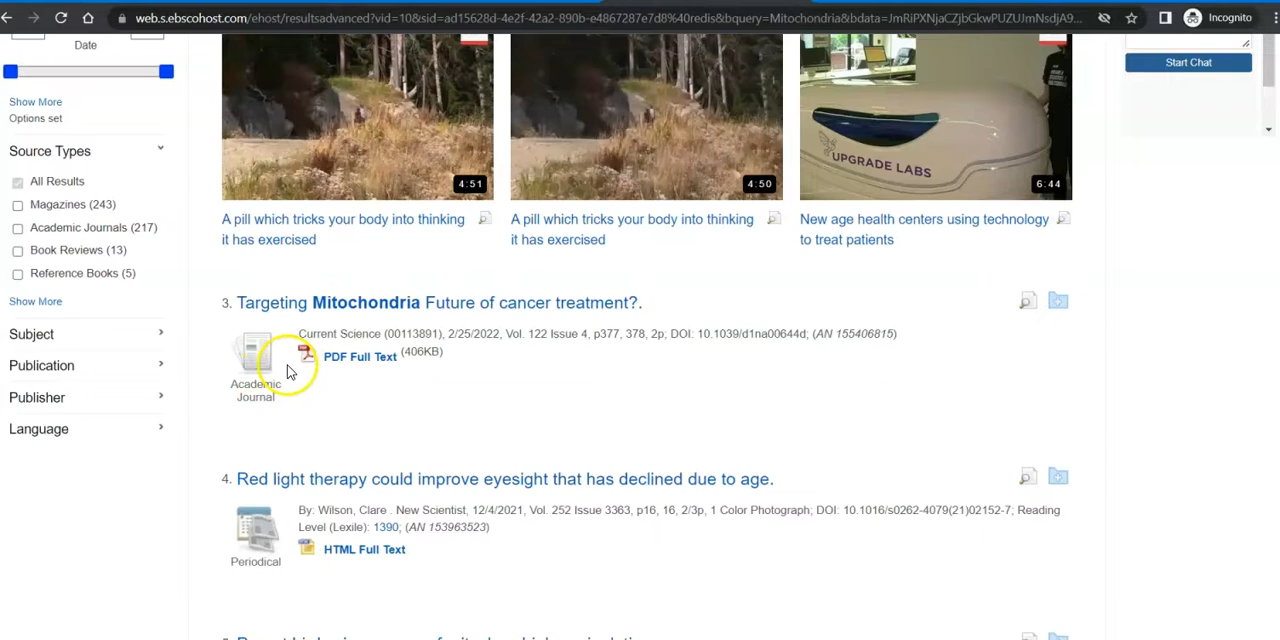 web.s.ebscohost.com/ehost/resultsadvanced?vid=10&sid=ad15628d-4e2f-42a2-890b-e4867287e7d8%40redis&bquery=Mitochondria&bdata=JmRiPXNjaCZjbGkwPUZUJmNsdjA9...
Incognito
Date
Show More
Options set
Source Types
All Results
Magazines (243)
Academic Journals (217)
Book Reviews (13)
Reference Books (5)
Show More
Subject
Publication
Publisher
Language
4:51
4:50
UPGRADE LABS
6:44
A pill which tricks your body into thinking
it has exercised
A pill which tricks your body into thinking
it has exercised
New age health centers using technology
to treat patients
3. Targeting Mitochondria Future of cancer treatment?.
Current Science (00113891), 2/25/2022, Vol. 122 Issue 4, p377, 378, 2p; DOI: 10.1039/d1na00644d; (AN 155406815)
PDF Full Text (406KB)
Academic
Journal
4. Red light therapy could improve eyesight that has declined due to age.
By: Wilson, Clare . New Scientist, 12/4/2021, Vol. 252 Issue 3363, p16, 16, 2/3p, 1 Color Photograph; DOI: 10.1016/s0262-4079(21)02152-7; Reading
Level (Lexile): 1390; (AN 153963523)
HTML Full Text
Periodical
Start Chat